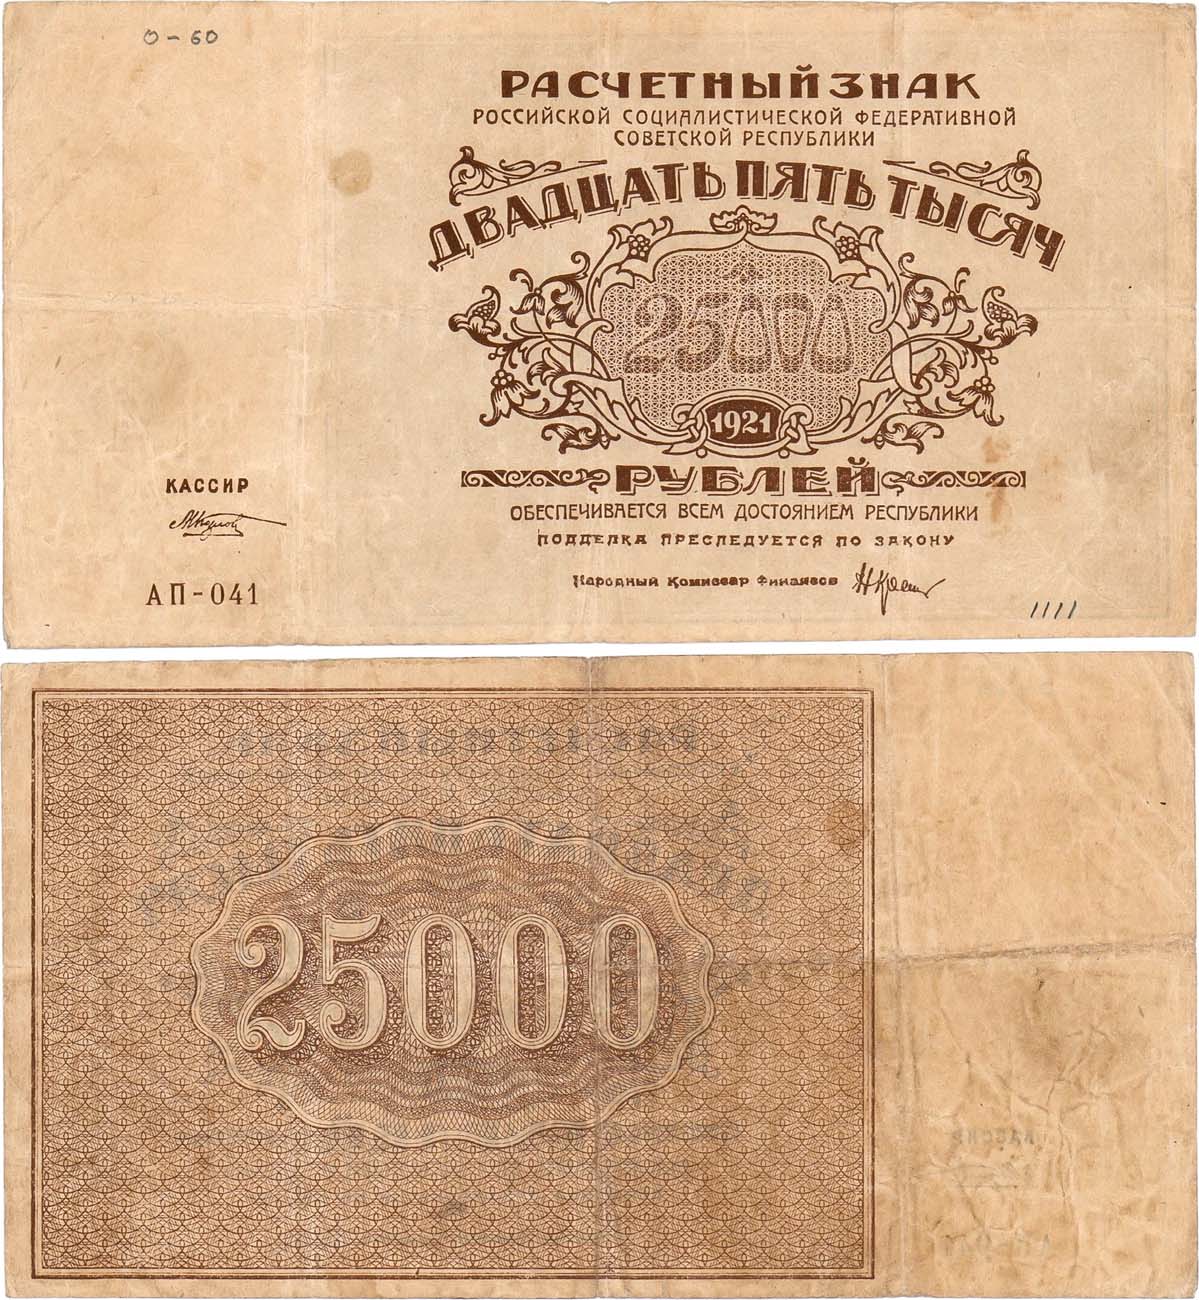 0-60
РАСЧЕТНЫЙ ЗНАК
РОССИЙСКОЙ СОЦИАЛИСТИЧЕСКОЙ ФЕДЕРАТИВНОЙ
СОВЕТСКОЙ РЕСПУБЛИКИ
ДВАДЦАТЬ ПЯТЬ ТЫСЯЧ
25000
1921
РУБЛЕЙ
ОБЕСПЕЧИВАЕТСЯ ВСЕМ ДОСТОЯНИЕМ РЕСПУБЛИКИ
ПОДДЕЛКА ПРЕСЛЕДУЕТСЯ ПО ЗАКОНУ
Народный Комиссар Финансов
КАССИР
АП-041
1111
25000